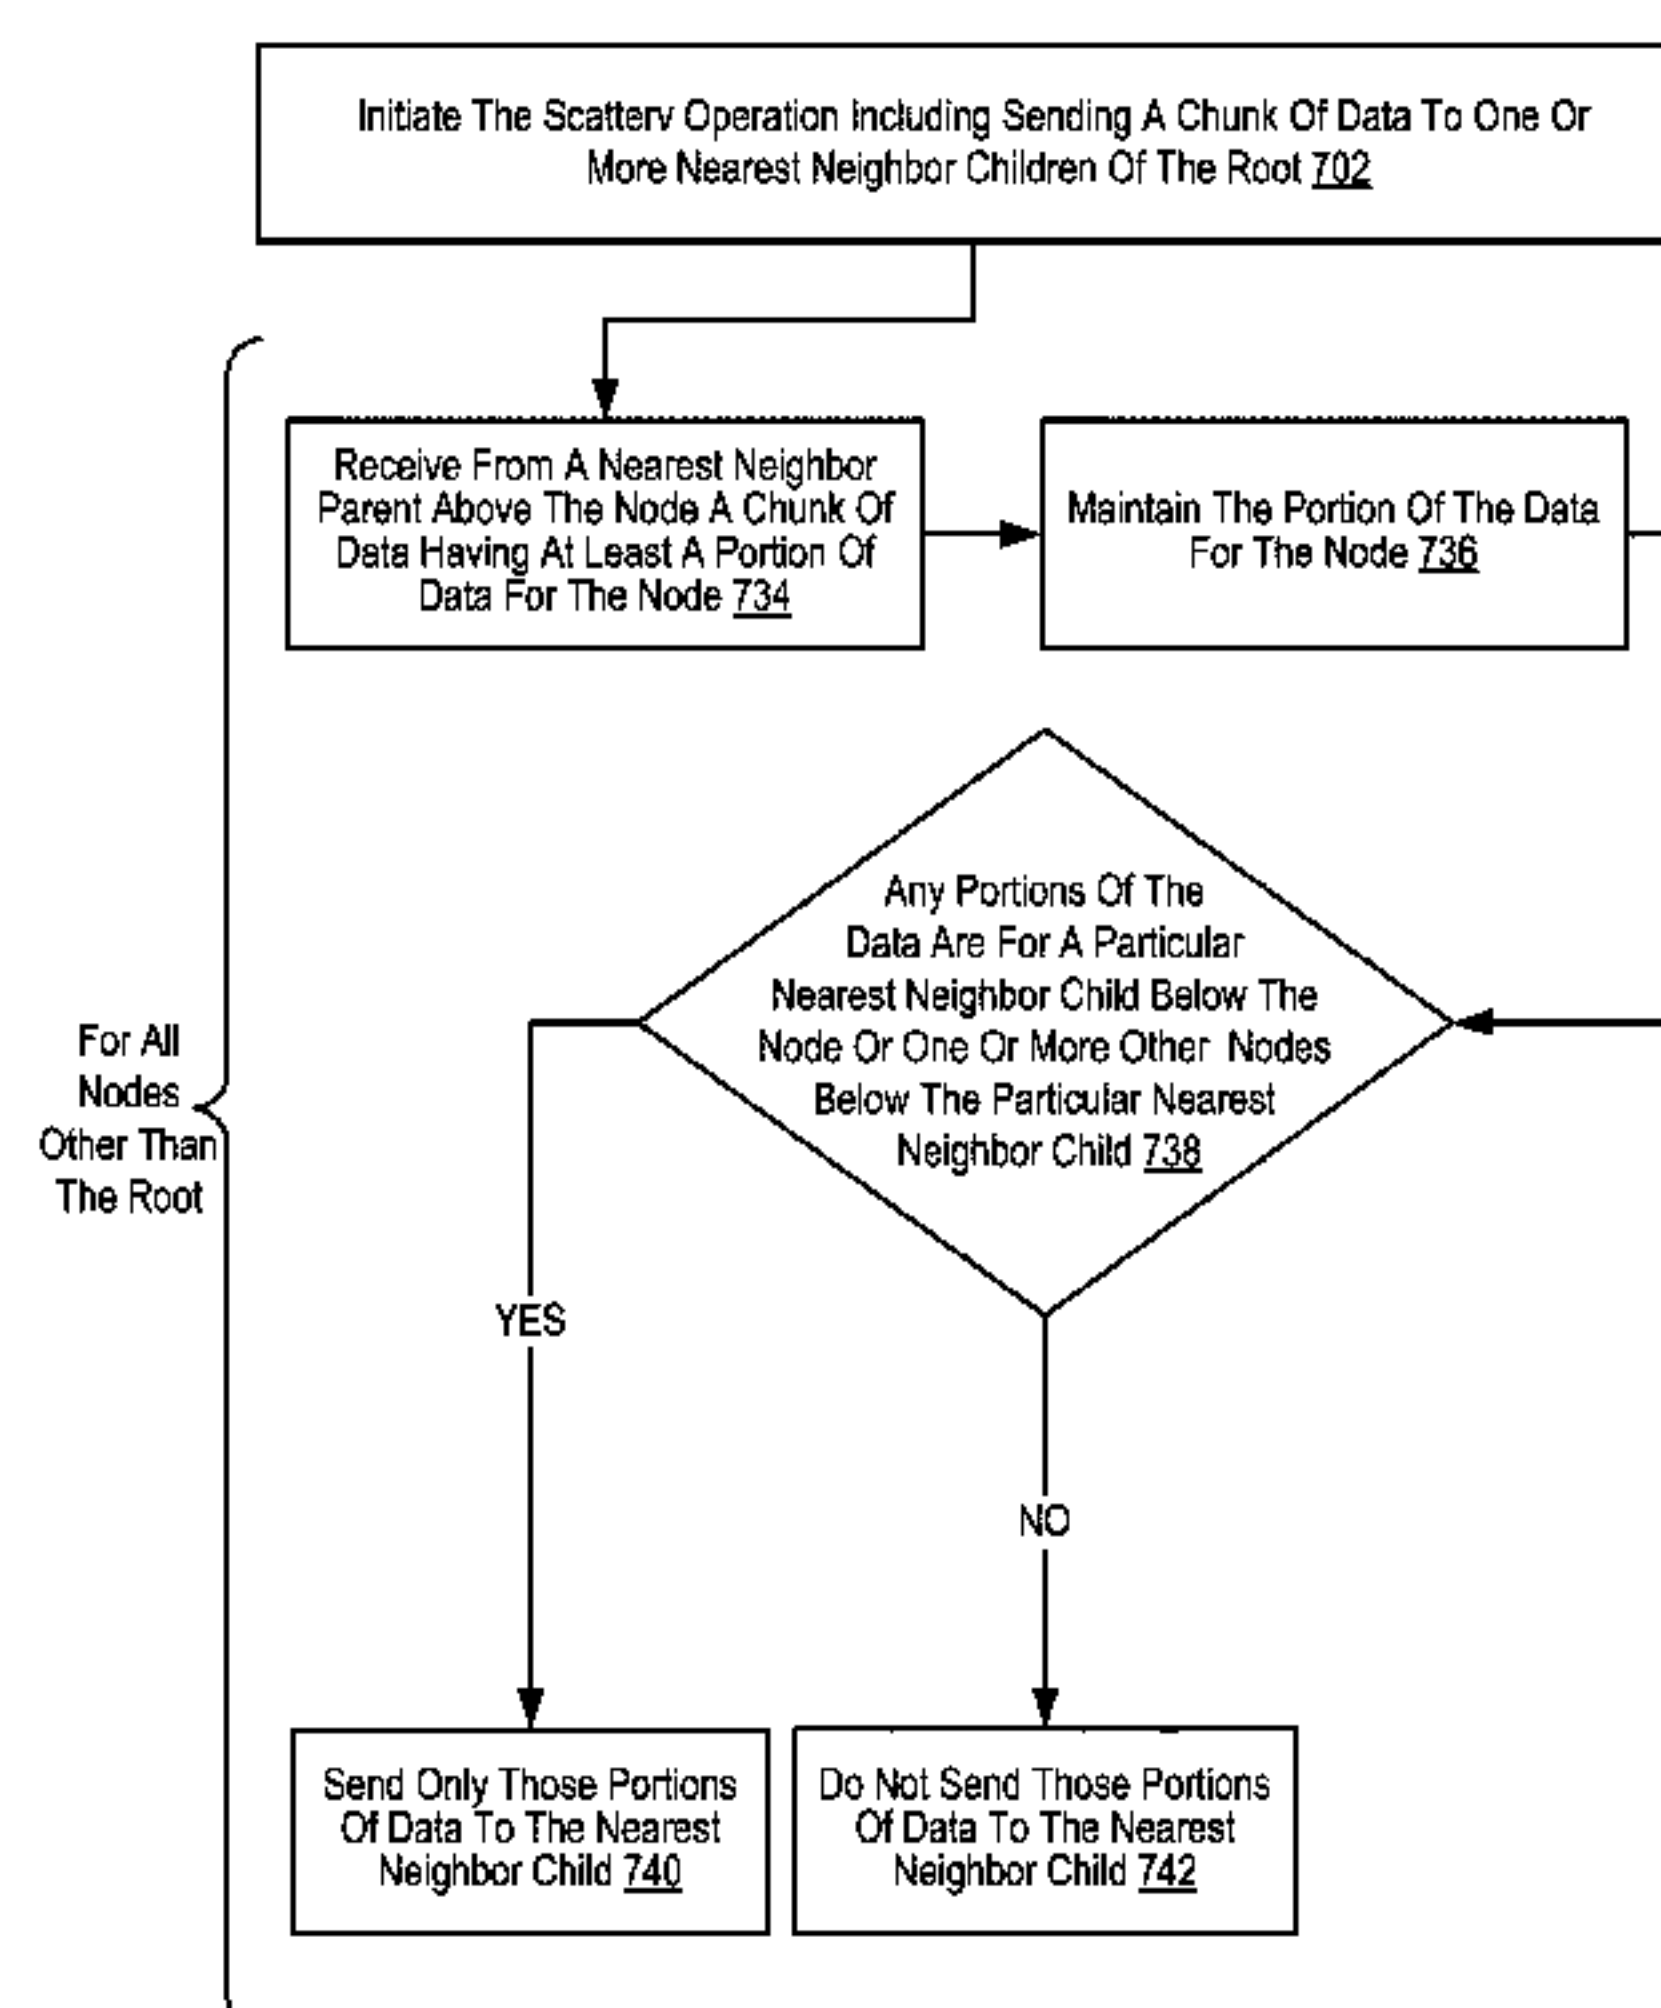 Initiate The Scatterv Operation Including Sending A Chunk Of Data To One Or
More Nearest Neighbor Children Of The Root 702
Receive From A Nearest Neighbor
Parent Above The Node A Chunk Of
Data Having At Least A Portion Of
Data For The Node 734
Maintain The Portion Of The Data
For The Node 736
Any Portions Of The
Data Are For A Particular
Nearest Neighbor Child Below The
Node Or One Or More Other Nodes
Below The Particular Nearest
Neighbor Child 738
For All
Nodes
Other Than
The Root
YES
NO
Send Only Those Portions
Of Data To The Nearest
Neighbor Child 740
Do Not Send Those Portions
Of Data To The Nearest
Neighbor Child 742